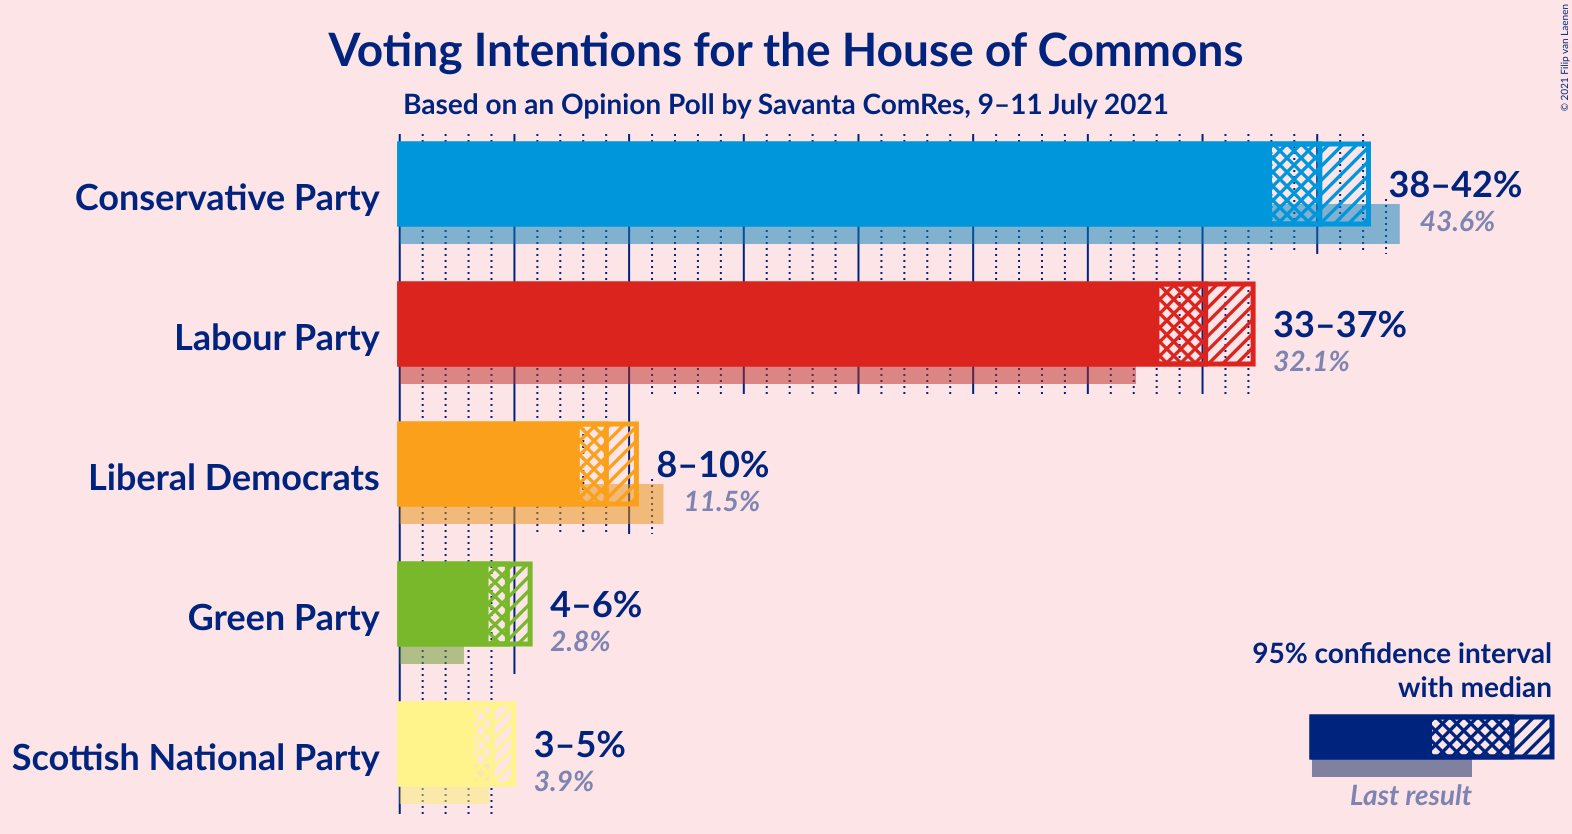 Voting Intentions for the House of Commons
Based on an Opinion Poll by Savanta ComRes, 9–11 July 2021
© 2021 Filip van Laenen
Conservative Party
38–42%
43.6%
Labour Party
33–37%
32.1%
Liberal Democrats
8–10%
11.5%
Green Party
4–6%
2.8%
Scottish National Party
3–5%
3.9%
95% confidence interval
with median
Last result